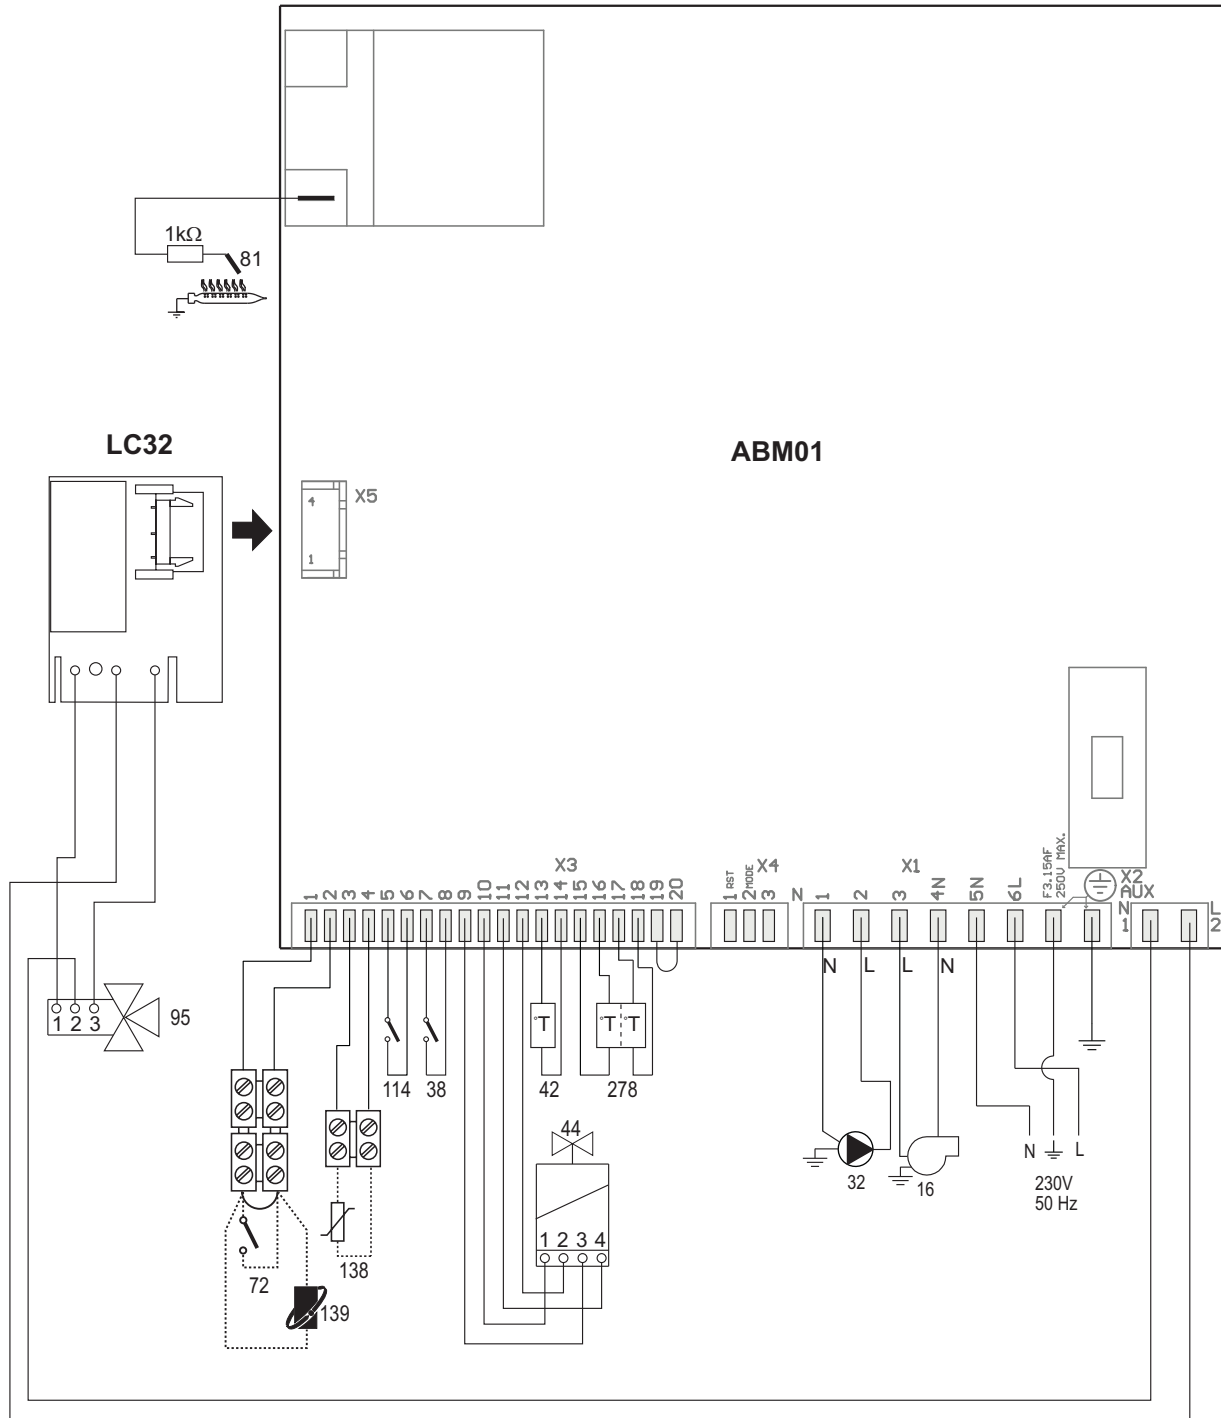 1kΩ
81
LC32
ABM01
4
X5
1
X3
X4
X1
F3.15AF
250V MAX.
X2
AUX
1 2 3 4 5 6 7 8 9 10 11 12 13 14 15 16 17 18 19 20
1 RST
2 MODE
3
N
1
2
3
4N
5N
6L
N
1
L
2
N L L N
1 2 3
95
°T
°T °T
114
38
42
278
44
N
L
32
16
230V
50 Hz
1 2 3 4
72
138
139